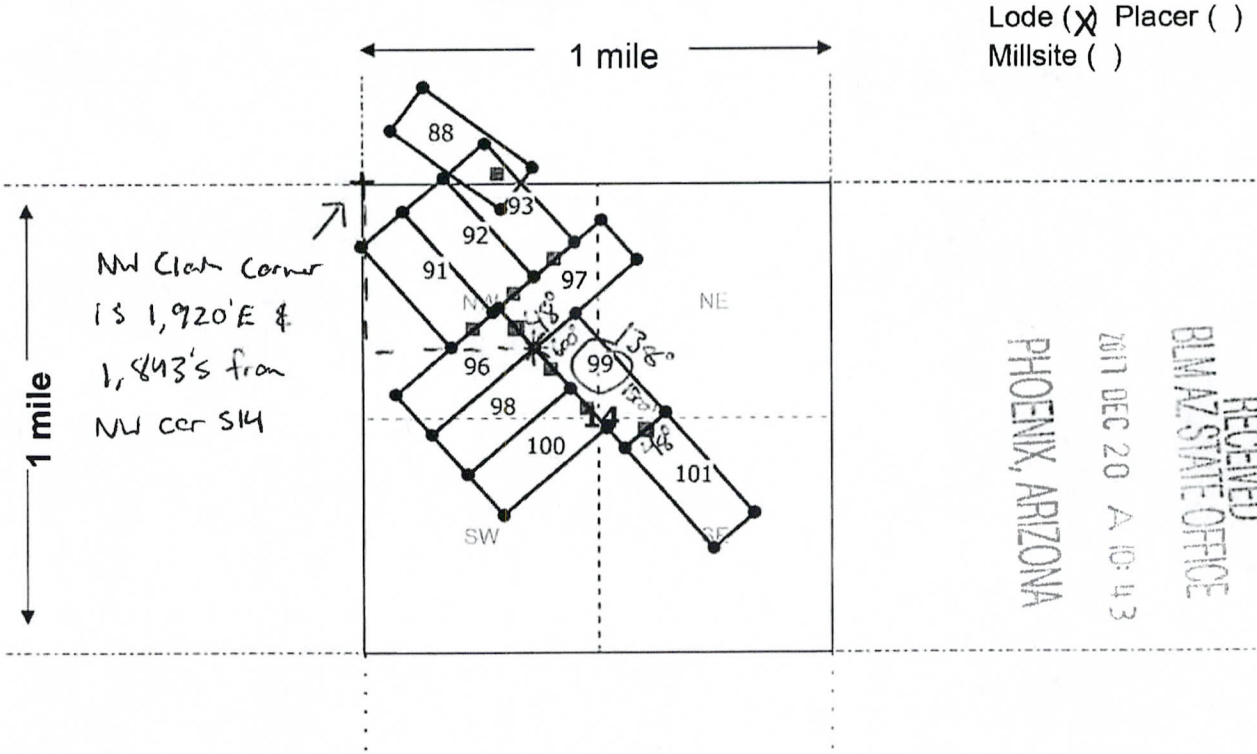 Lode (X) Placer ( )
Millsite ( )
1 mile
88
93
92
97
91
NE
NW Claim Corner
is 1,920'E &
1,843's from
NW cor S14
1 mile
99
138°
96
98
14
100
101
SW
SE
RECEIVED
BLM AZ STATE OFFICE
2017 DEC 20 A 10:43
PHOENIX, ARIZONA